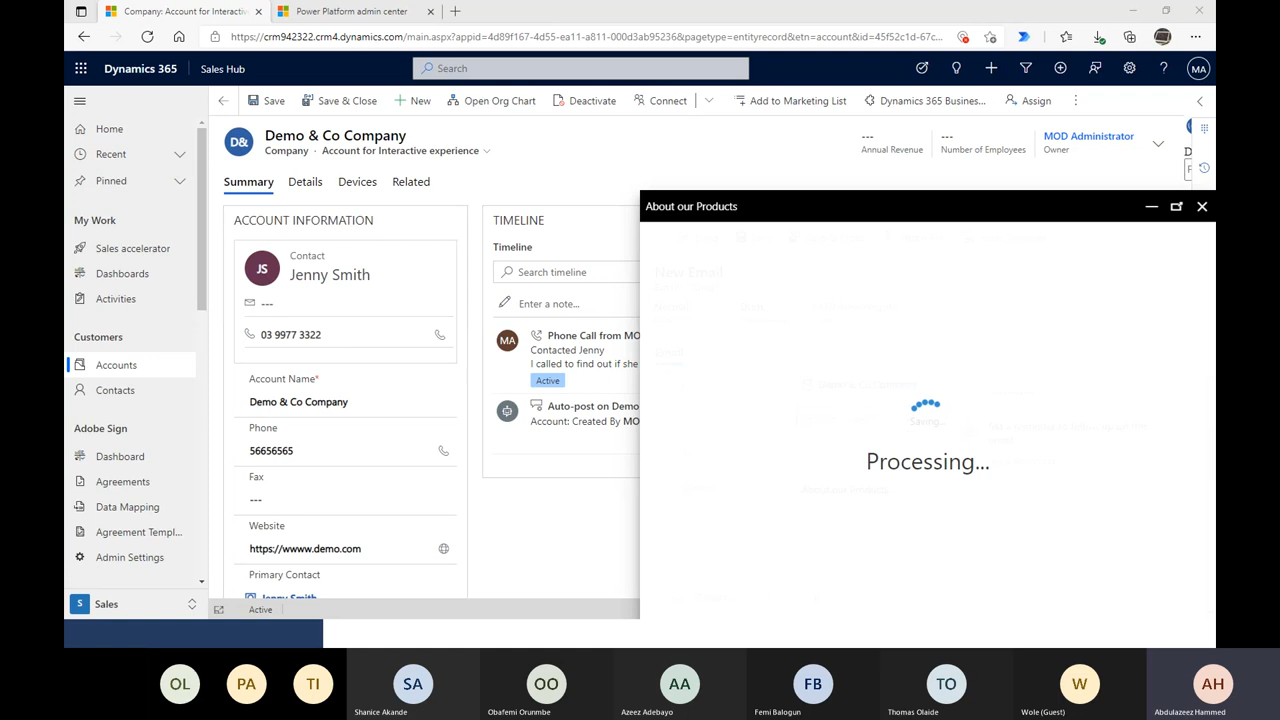 Company: Account for Interactiv
Power Platform admin center
https://crm942322.crm4.dynamics.com/main.aspx?appid=4d89f167-4d55-ea11-a811-000d3ab95236&pagetype=entityrecord&etn=account&id=45f52c1d-67c...
Dynamics 365
Sales Hub
Search
MA
Save
Save & Close
New
Open Org Chart
Deactivate
Connect
Add to Marketing List
Dynamics 365 Busines...
Assign
Home
Recent
Pinned
My Work
Sales accelerator
Dashboards
Activities
Customers
Accounts
Contacts
Adobe Sign
Dashboard
Agreements
Data Mapping
Agreement Templ...
Admin Settings
S Sales
D&
Demo & Co Company
Company · Account for Interactive experience
---
Annual Revenue
---
Number of Employees
MOD Administrator
Owner
Summary
Details
Devices
Related
ACCOUNT INFORMATION
JS
Contact
Jenny Smith
---
03 9977 3322
Account Name*
Demo & Co Company
Phone
56656565
Fax
---
Website
https://wwww.demo.com
Primary Contact
Jenny Smith
Active
TIMELINE
Timeline
Search timeline
Enter a note...
MA
Phone Call from MO
Contacted Jenny
I called to find out if she
Active
Auto-post on Demo
Account: Created By MO
About our Products
New Email
Saving...
Processing...
OL
PA
TI
SA
Shanice Akande
OO
Obafemi Orunmbe
AA
Azeez Adebayo
FB
Femi Balogun
TO
Thomas Olaide
W
Wole (Guest)
AH
Abdulazeez Hammed